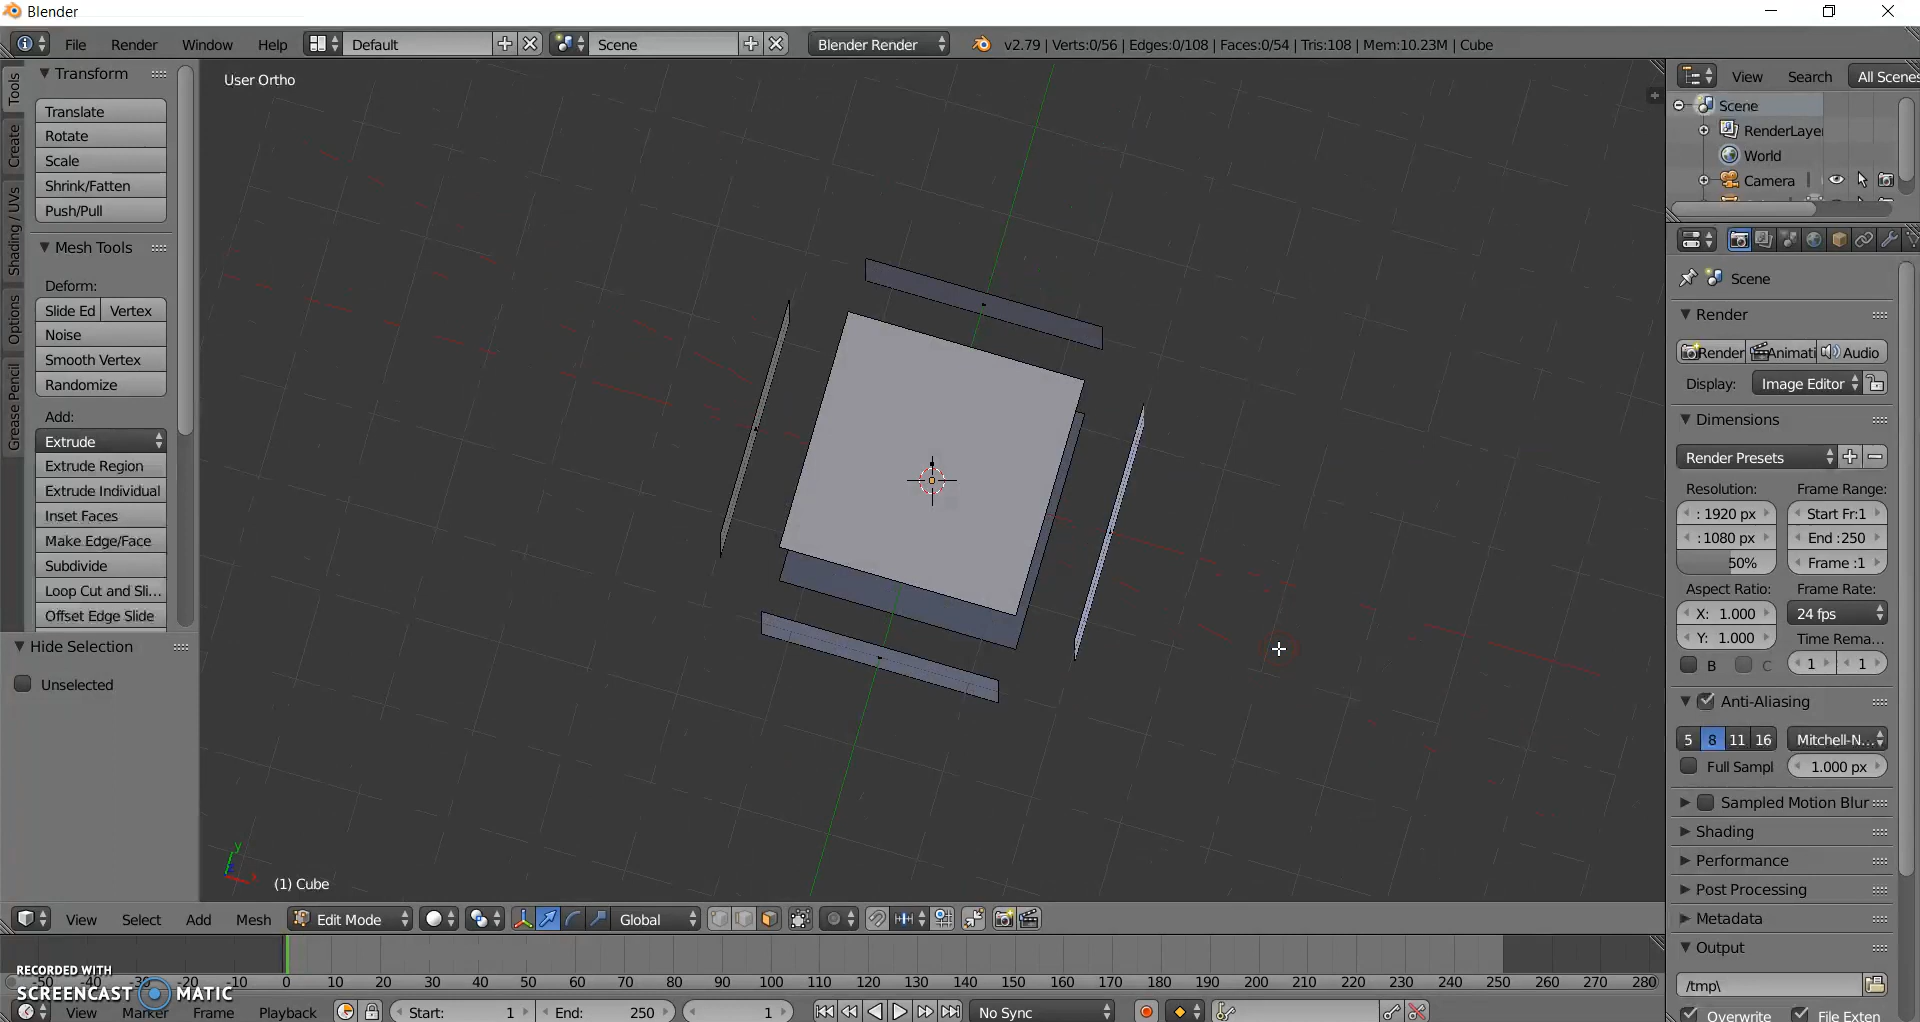 Blender
File Render Window Help Default Scene Blender Render v2.79 | Verts:0/56 | Edges:0/108 | Faces:0/54 | Tris:108 | Mem:10.23M | Cube
Tools
Create
Shading / UVs
Options
Grease Pencil
Transform
Translate
Rotate
Scale
Shrink/Fatten
Push/Pull
Mesh Tools
Deform:
Slide Ed Vertex
Noise
Smooth Vertex
Randomize
Add:
Extrude
Extrude Region
Extrude Individual
Inset Faces
Make Edge/Face
Subdivide
Loop Cut and Sli...
Offset Edge Slide
Hide Selection
Unselected
User Ortho
y
x
(1) Cube
View Search All Scenes
Scene
RenderLayer
World
Camera
Scene
Render
Render Animati Audio
Display: Image Editor
Dimensions
Render Presets
Resolution: Frame Range:
: 1920 px Start Fr:1
:1080 px End :250
50% Frame :1
Aspect Ratio: Frame Rate:
X: 1.000 24 fps
Y: 1.000 Time Rema...
B C 1 1
Anti-Aliasing
5 8 11 16 Mitchell-N...
Full Sampl 1.000 px
Sampled Motion Blur
Shading
Performance
Post Processing
Metadata
Output
/tmp\
Overwrite File Exten
View Select Add Mesh Edit Mode Global
-50 -40 -30 -20 -10 0 10 20 30 40 50 60 70 80 90 100 110 120 130 140 150 160 170 180 190 200 210 220 230 240 250 260 270 280
View Marker Frame Playback Start: 1 End: 250 1 No Sync
RECORDED WITH
SCREENCAST MATIC